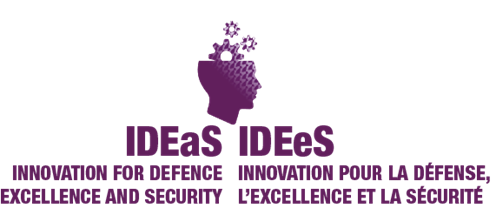 IDEaS IDEeS
INNOVATION FOR DEFENCE INNOVATION POUR LA DÉFENSE,
EXCELLENCE AND SECURITY L'EXCELLENCE ET LA SÉCURITÉ